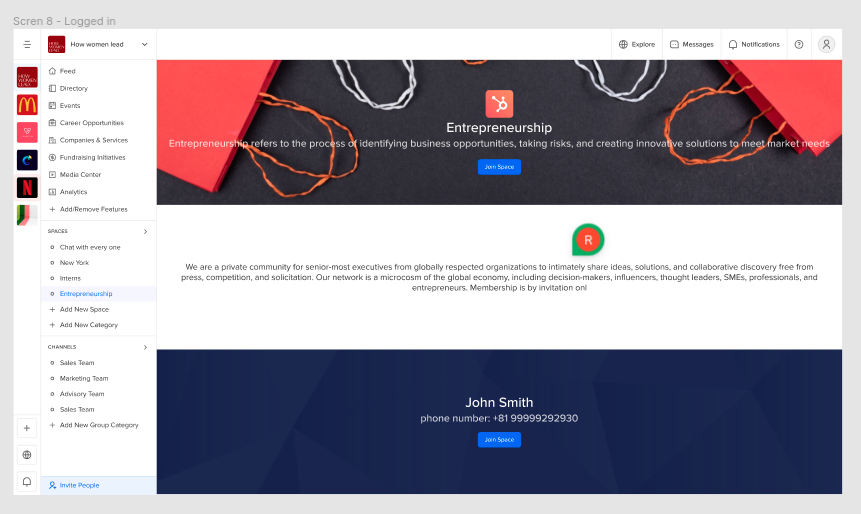 Scren 8 - Logged in
HOW
WOMEN
LEAD
How women lead
Explore
Messages
Notifications
HOW
WOMEN
LEAD
Feed
Directory
Events
Career Opportunities
Companies & Services
Fundraising Initiatives
Media Center
Analytics
Add/Remove Features
SPACES
Chat with every one
New York
Interns
Entrepreneurship
Add New Space
Add New Category
CHANNELS
Sales Team
Marketing Team
Advisory Team
Sales Team
Add New Group Category
Invite People
Entrepreneurship
Entrepreneurship refers to the process of identifying business opportunities, taking risks, and creating innovative solutions to meet market needs
Join Space
R
We are a private community for senior-most executives from globally respected organizations to intimately share ideas, solutions, and collaborative discovery free from
press, competition, and solicitation. Our network is a microcosm of the global economy, including decision-makers, influencers, thought leaders, SMEs, professionals, and
entrepreneurs. Membership is by invitation onl
John Smith
phone number: +81 99999292930
Join Space